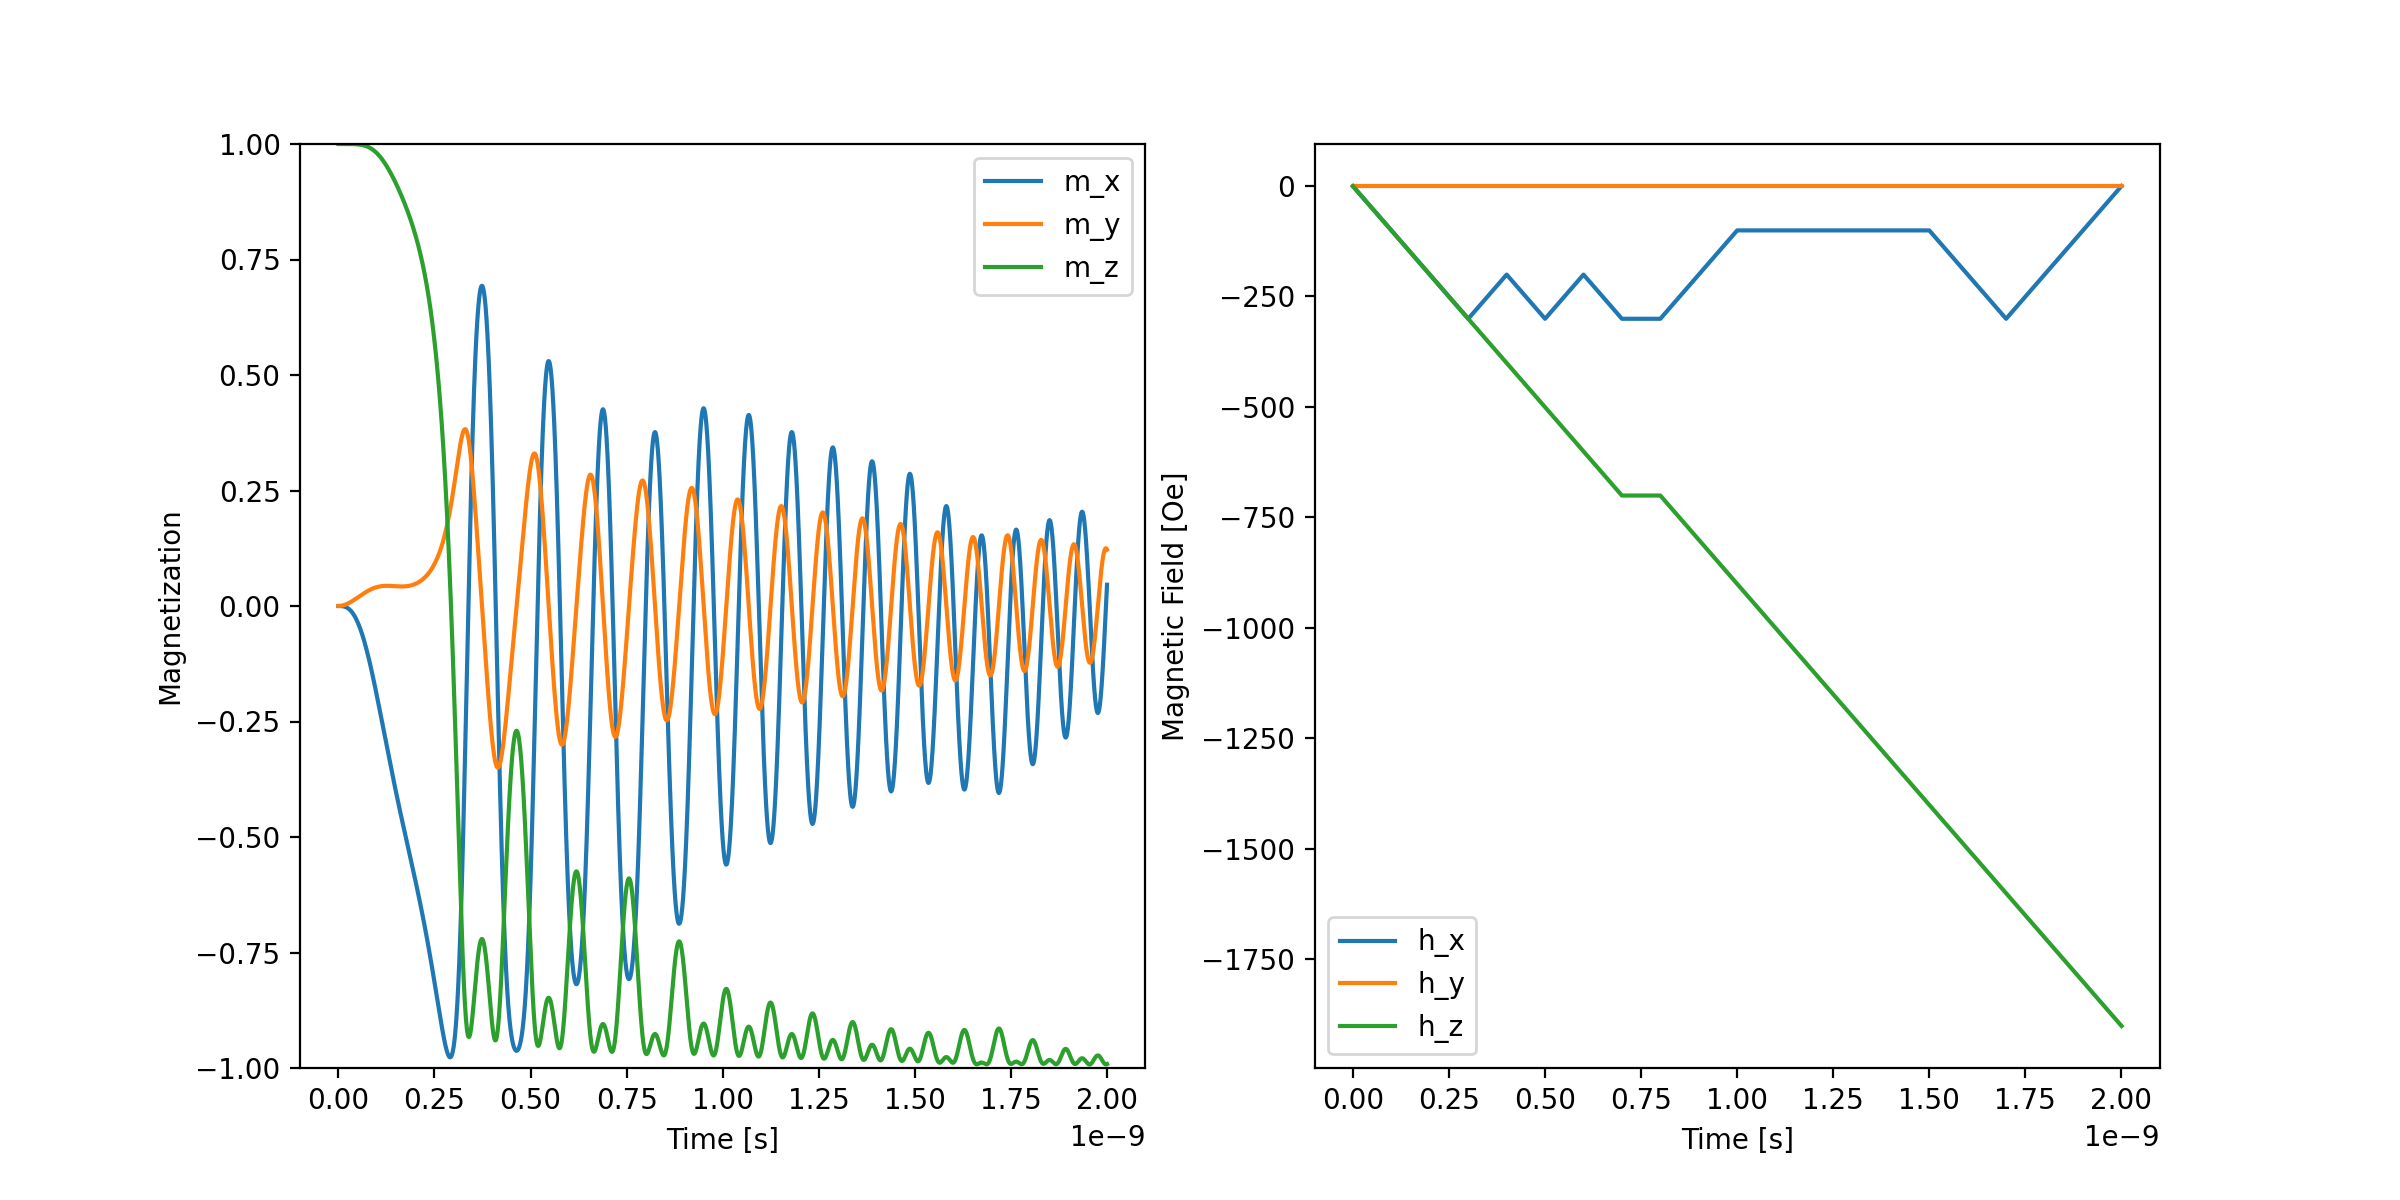 1.00
0.75
0.50
0.25
0.00
−0.25
−0.50
−0.75
−1.00
Magnetization
m_x
m_y
m_z
0.00 0.25 0.50 0.75 1.00 1.25 1.50 1.75 2.00
Time [s]
1e−9
0
−250
−500
−750
−1000
−1250
−1500
−1750
Magnetic Field [Oe]
h_x
h_y
h_z
0.00 0.25 0.50 0.75 1.00 1.25 1.50 1.75 2.00
Time [s]
1e−9